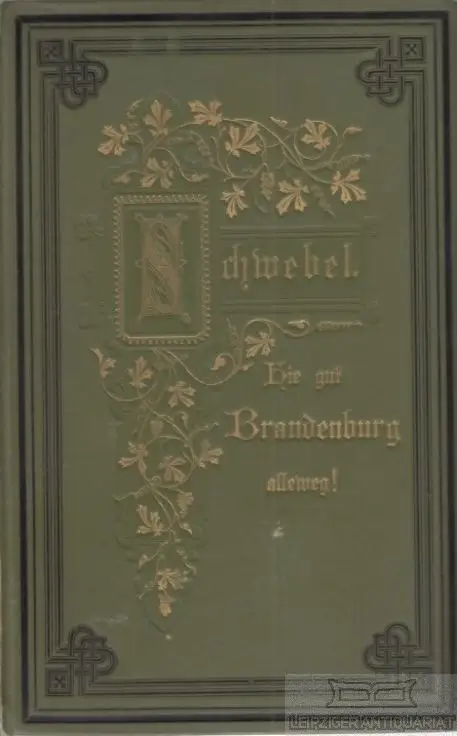 Schwebel.
Hie gut
Brandenburg
alleweg!
LEIPZIGER ANTIQUARIAT